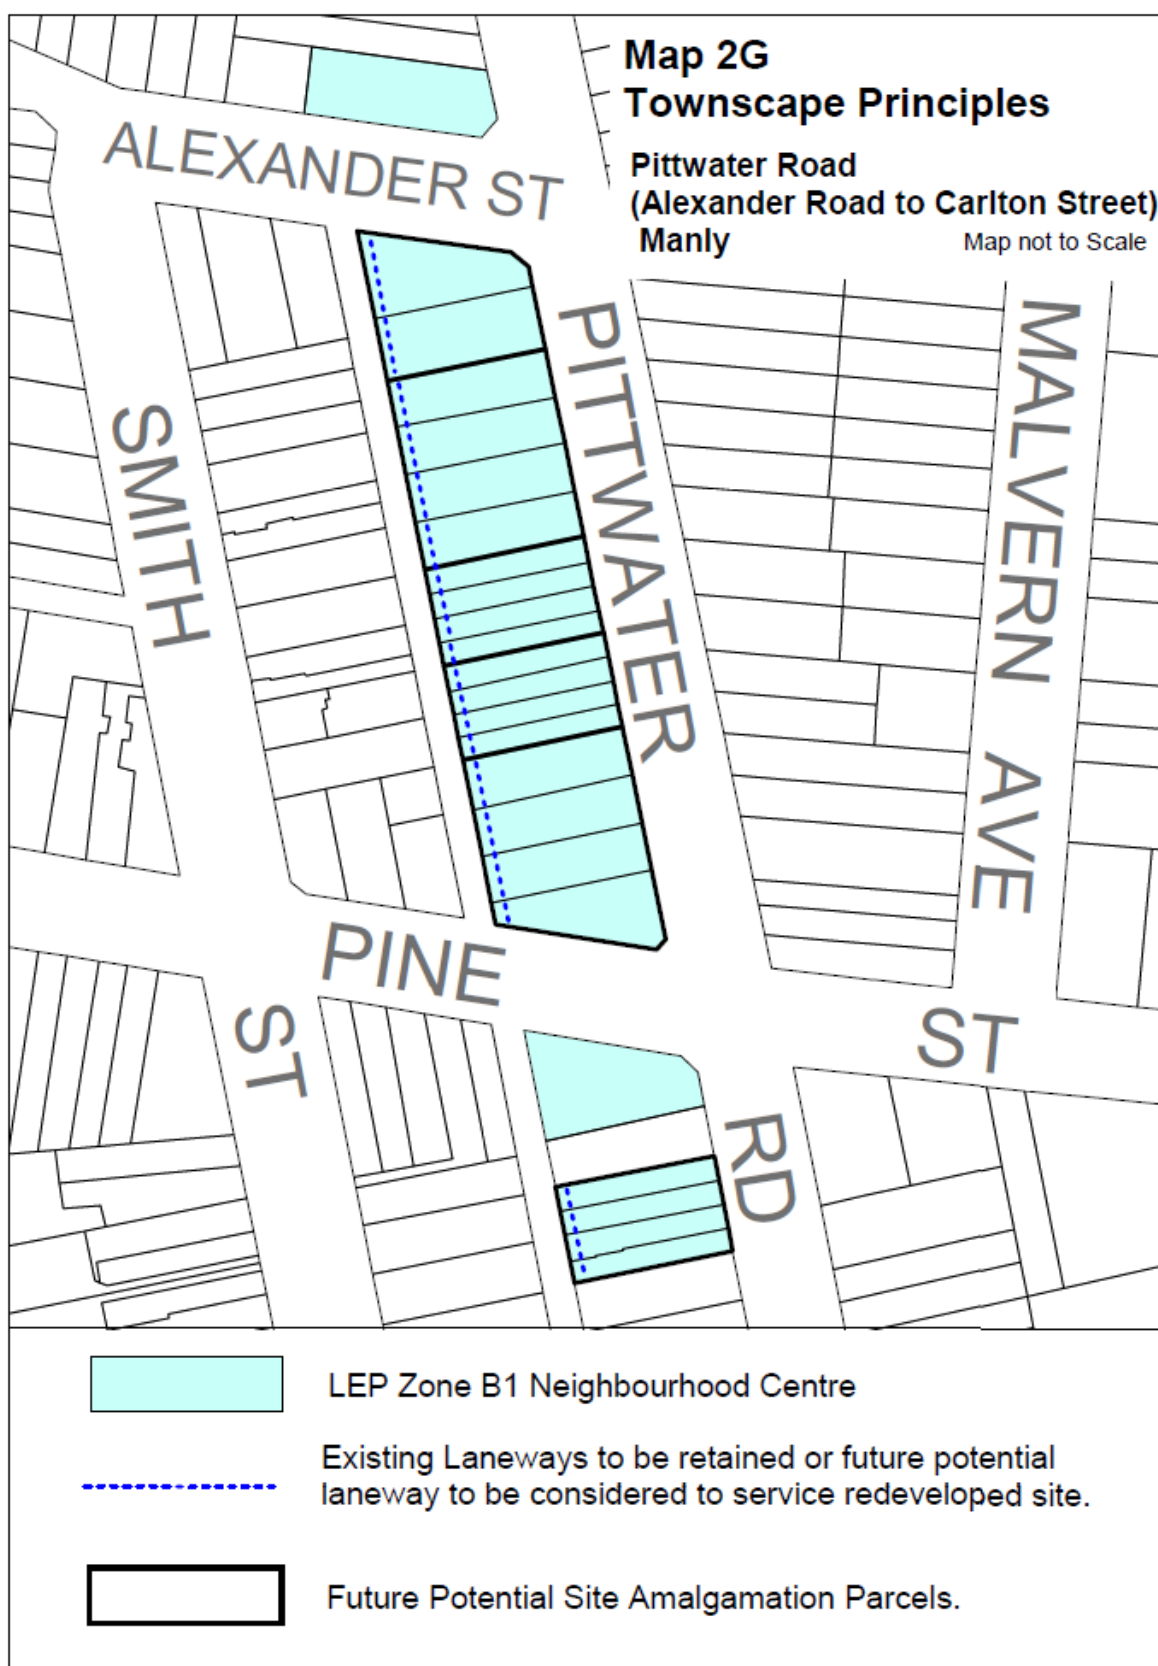 Map 2G
Townscape Principles
Pittwater Road
(Alexander Road to Carlton Street)
Manly
Map not to Scale
ALEXANDER ST
PITTWATER
MALVERN AVE
SMITH
PINE
ST
ST
RD
LEP Zone B1 Neighbourhood Centre
Existing Laneways to be retained or future potential
laneway to be considered to service redeveloped site.
Future Potential Site Amalgamation Parcels.